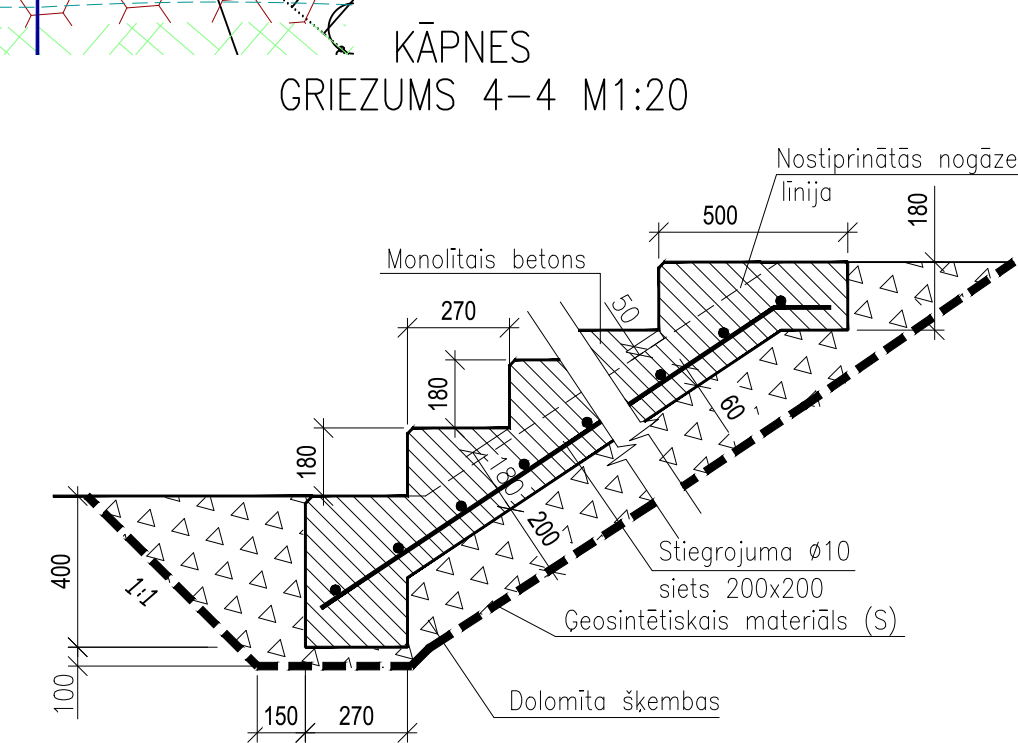 KĀPNES
GRIEZUMS 4-4 M1:20
Nostiprinātās nogāze
līnija
500
180
Monolītais betons
50
270
180
60
180
180
200
400
1:1
Stiegrojuma Ø10
siets 200x200
Ģeosintētiskais materiāls (S)
100
Dolomīta šķembas
150
270